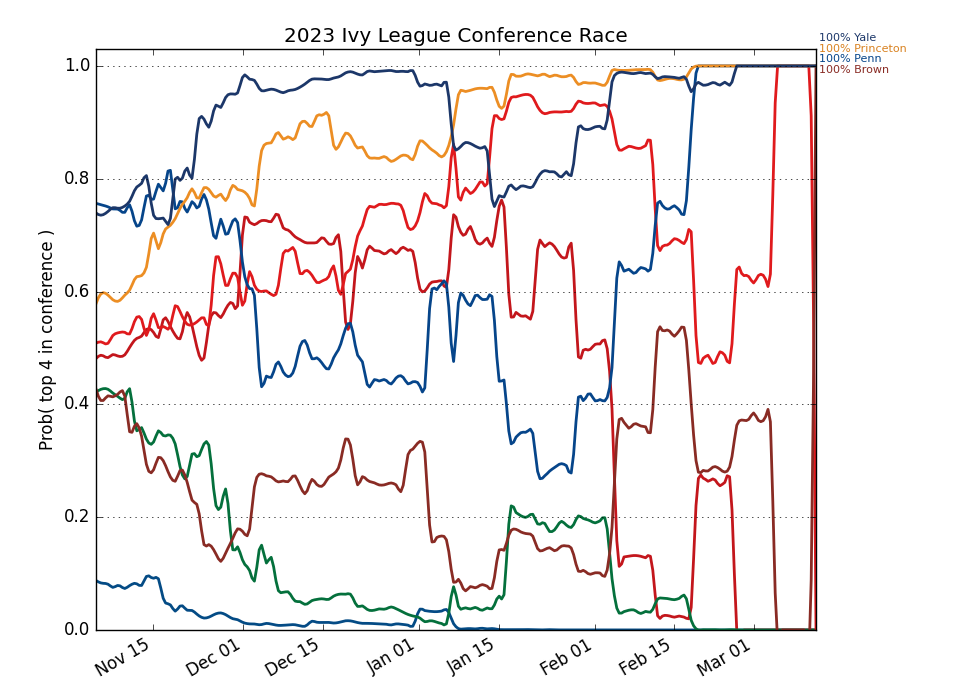 2023 Ivy League Conference Race
100% Yale
100% Princeton
100% Penn
100% Brown
Prob( top 4 in conference )
1.0
0.8
0.6
0.4
0.2
0.0
Nov 15
Dec 01
Dec 15
Jan 01
Jan 15
Feb 01
Feb 15
Mar 01